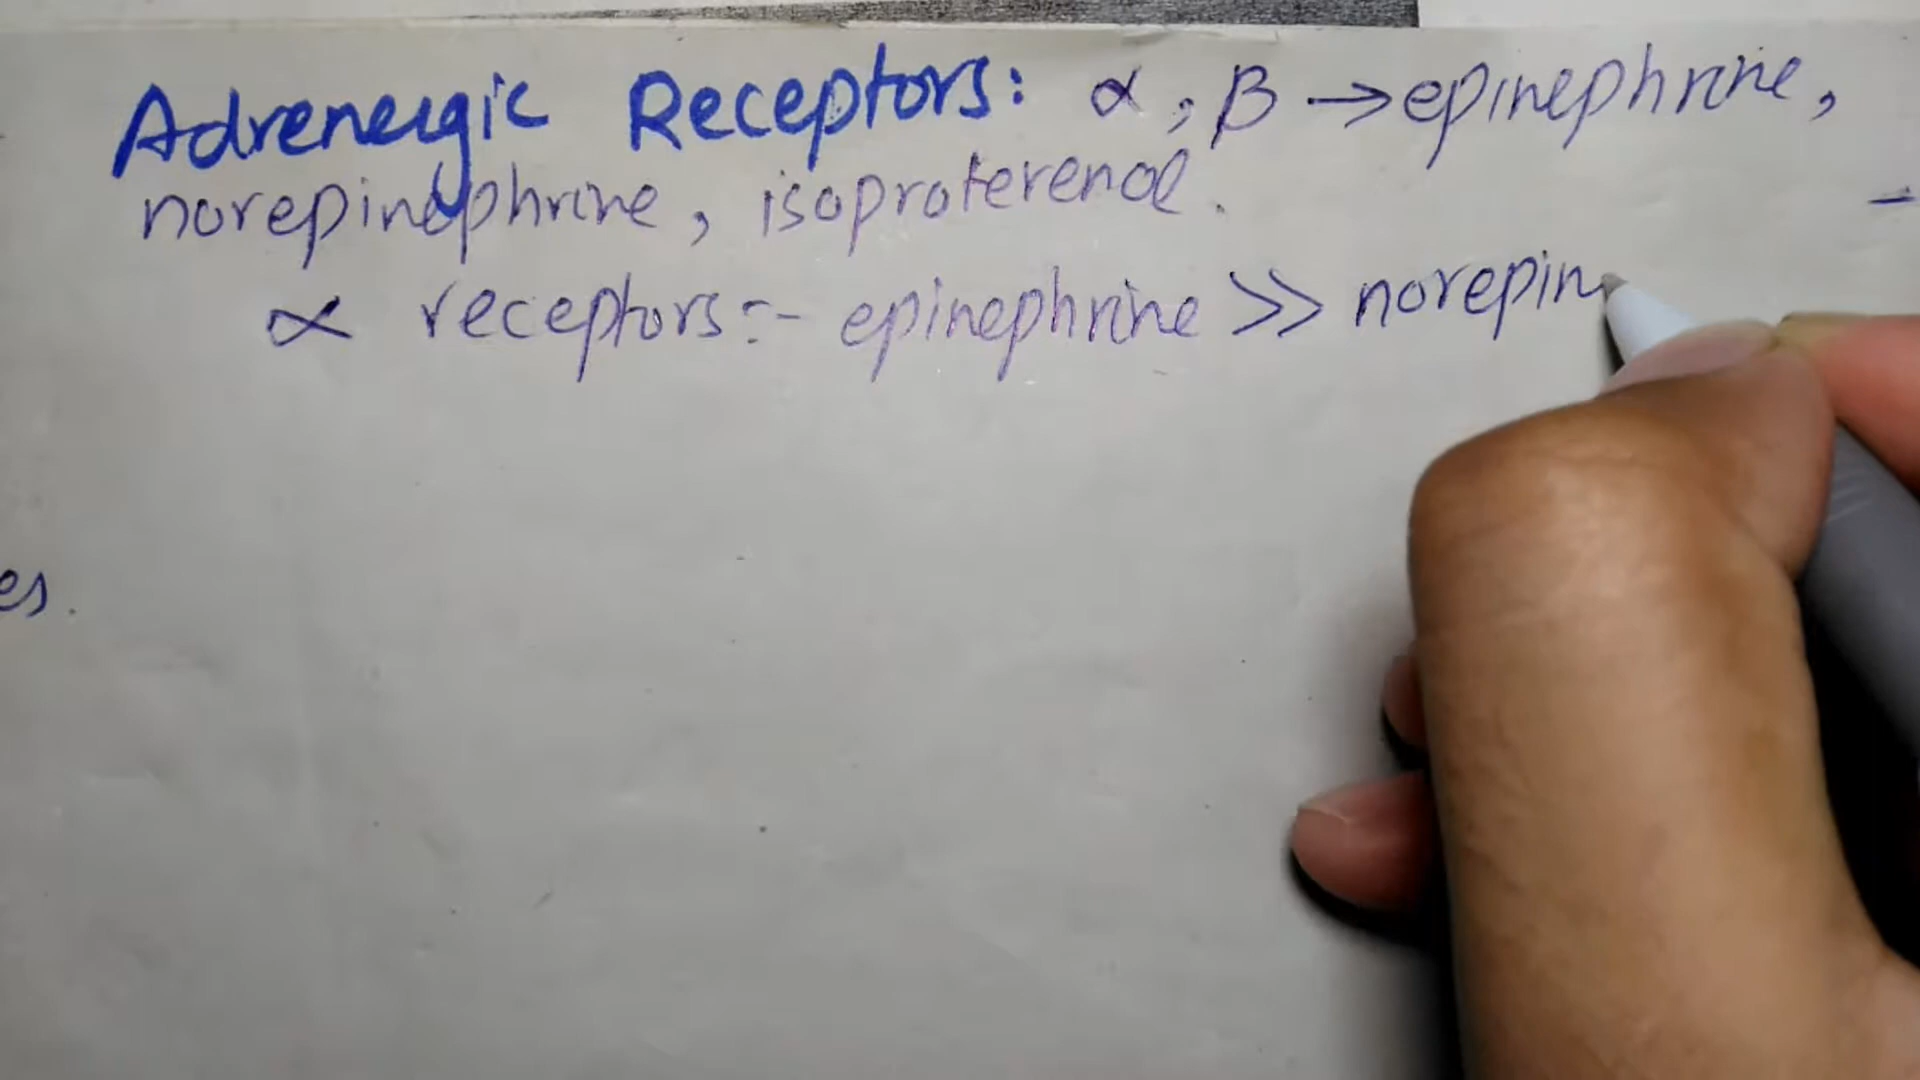 Adrenergic Receptors: α, β → epinephrine,
norepinephrine, isoproterenol.
α receptors:- epinephrine >> norepin
es.